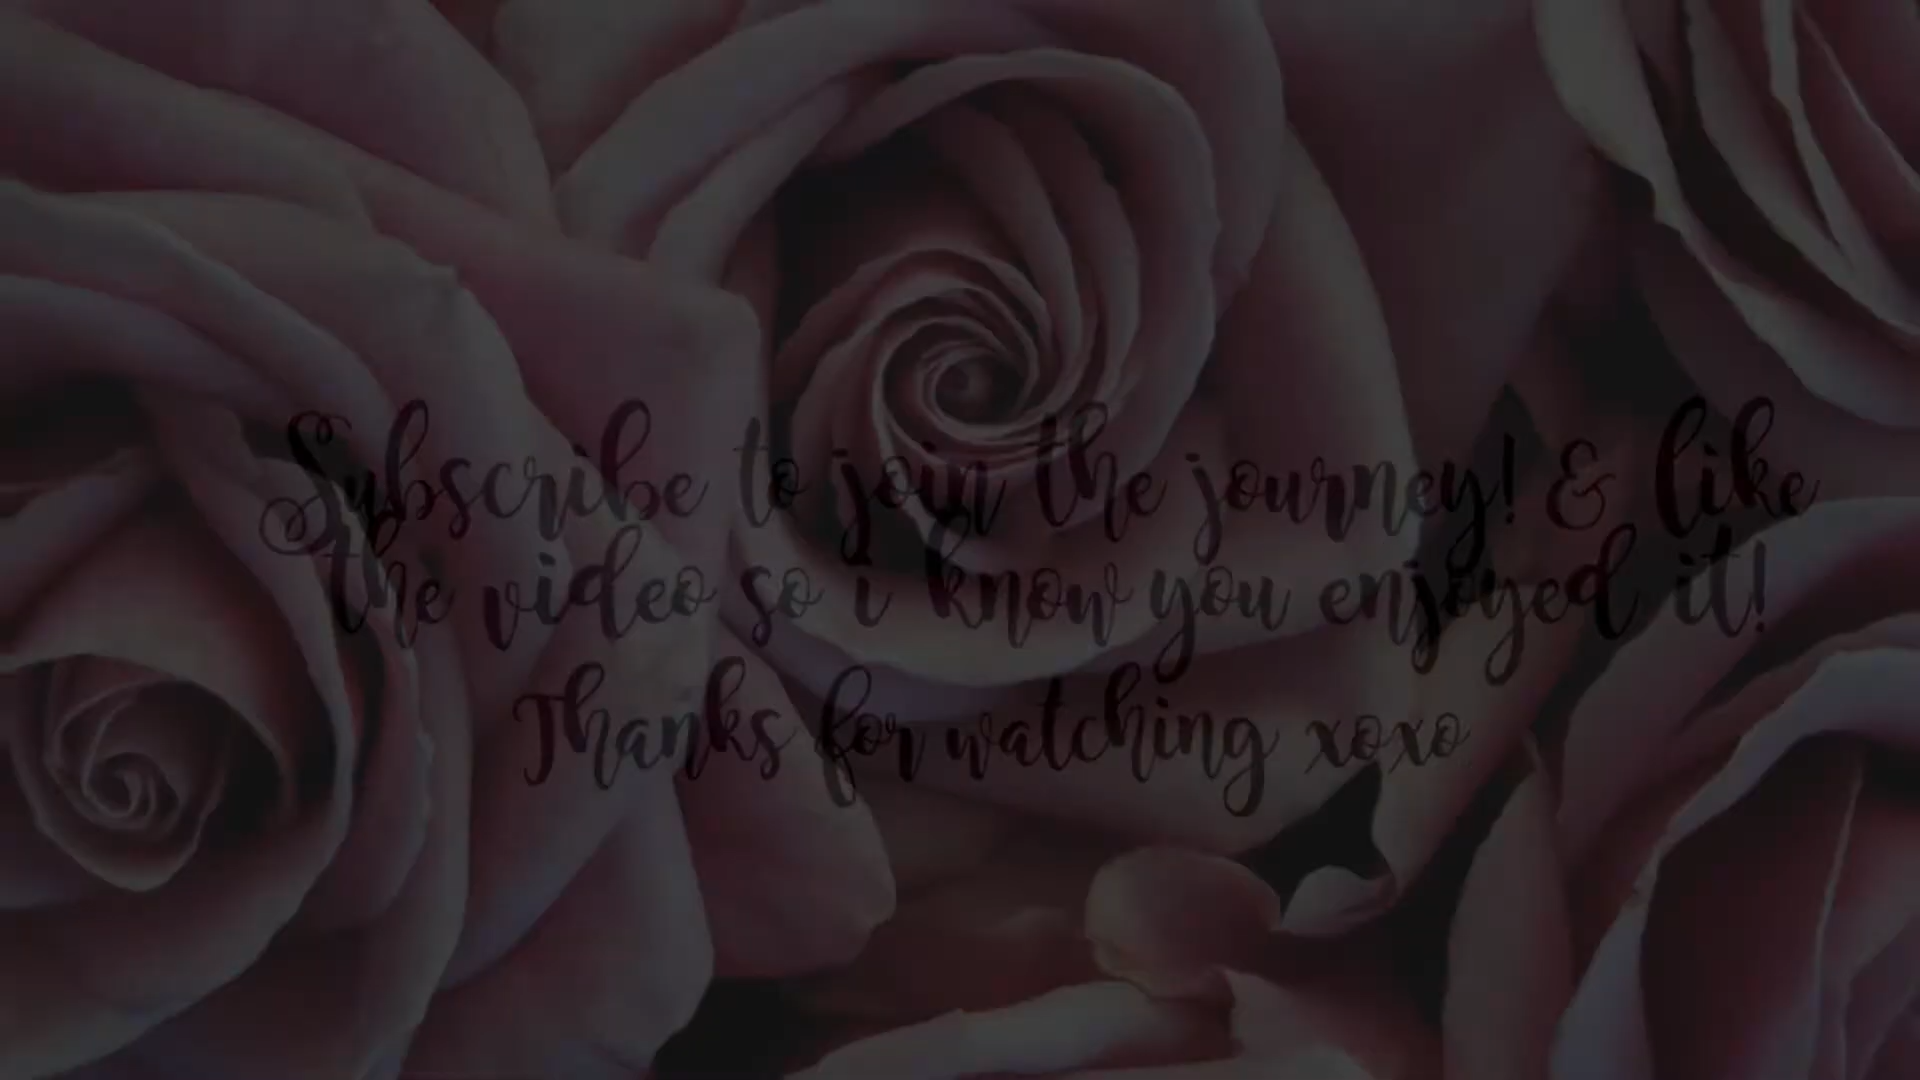 Subscribe to join the journey! & like
the video so i know you enjoyed it!
Thanks for watching xoxo